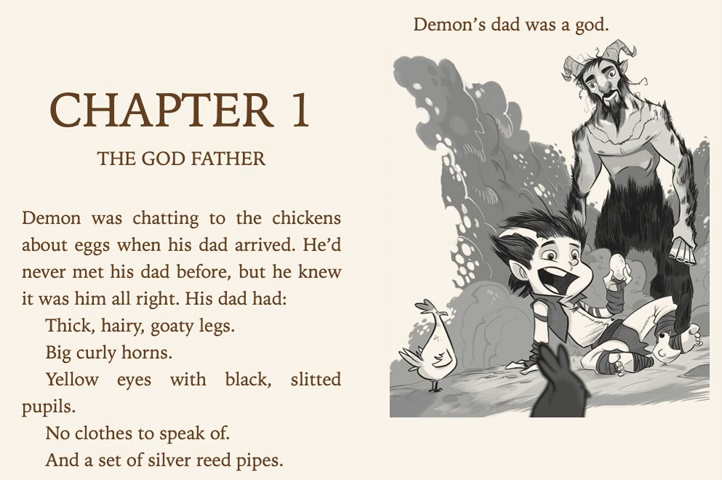 CHAPTER 1
THE GOD FATHER
Demon was chatting to the chickens
about eggs when his dad arrived. He’d
never met his dad before, but he knew
it was him all right. His dad had:
Thick, hairy, goaty legs.
Big curly horns.
Yellow eyes with black, slitted
pupils.
No clothes to speak of.
And a set of silver reed pipes.
Demon’s dad was a god.